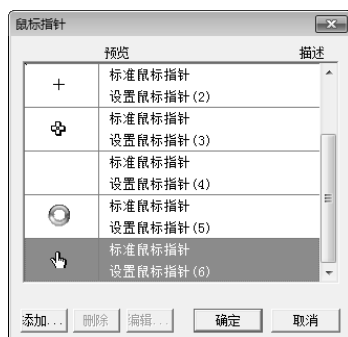 鼠标指针
预览 描述
标准鼠标指针
设置鼠标指针(2)
标准鼠标指针
设置鼠标指针(3)
标准鼠标指针
设置鼠标指针(4)
标准鼠标指针
设置鼠标指针(5)
标准鼠标指针
设置鼠标指针(6)
添加... 删除 编辑... 确定 取消